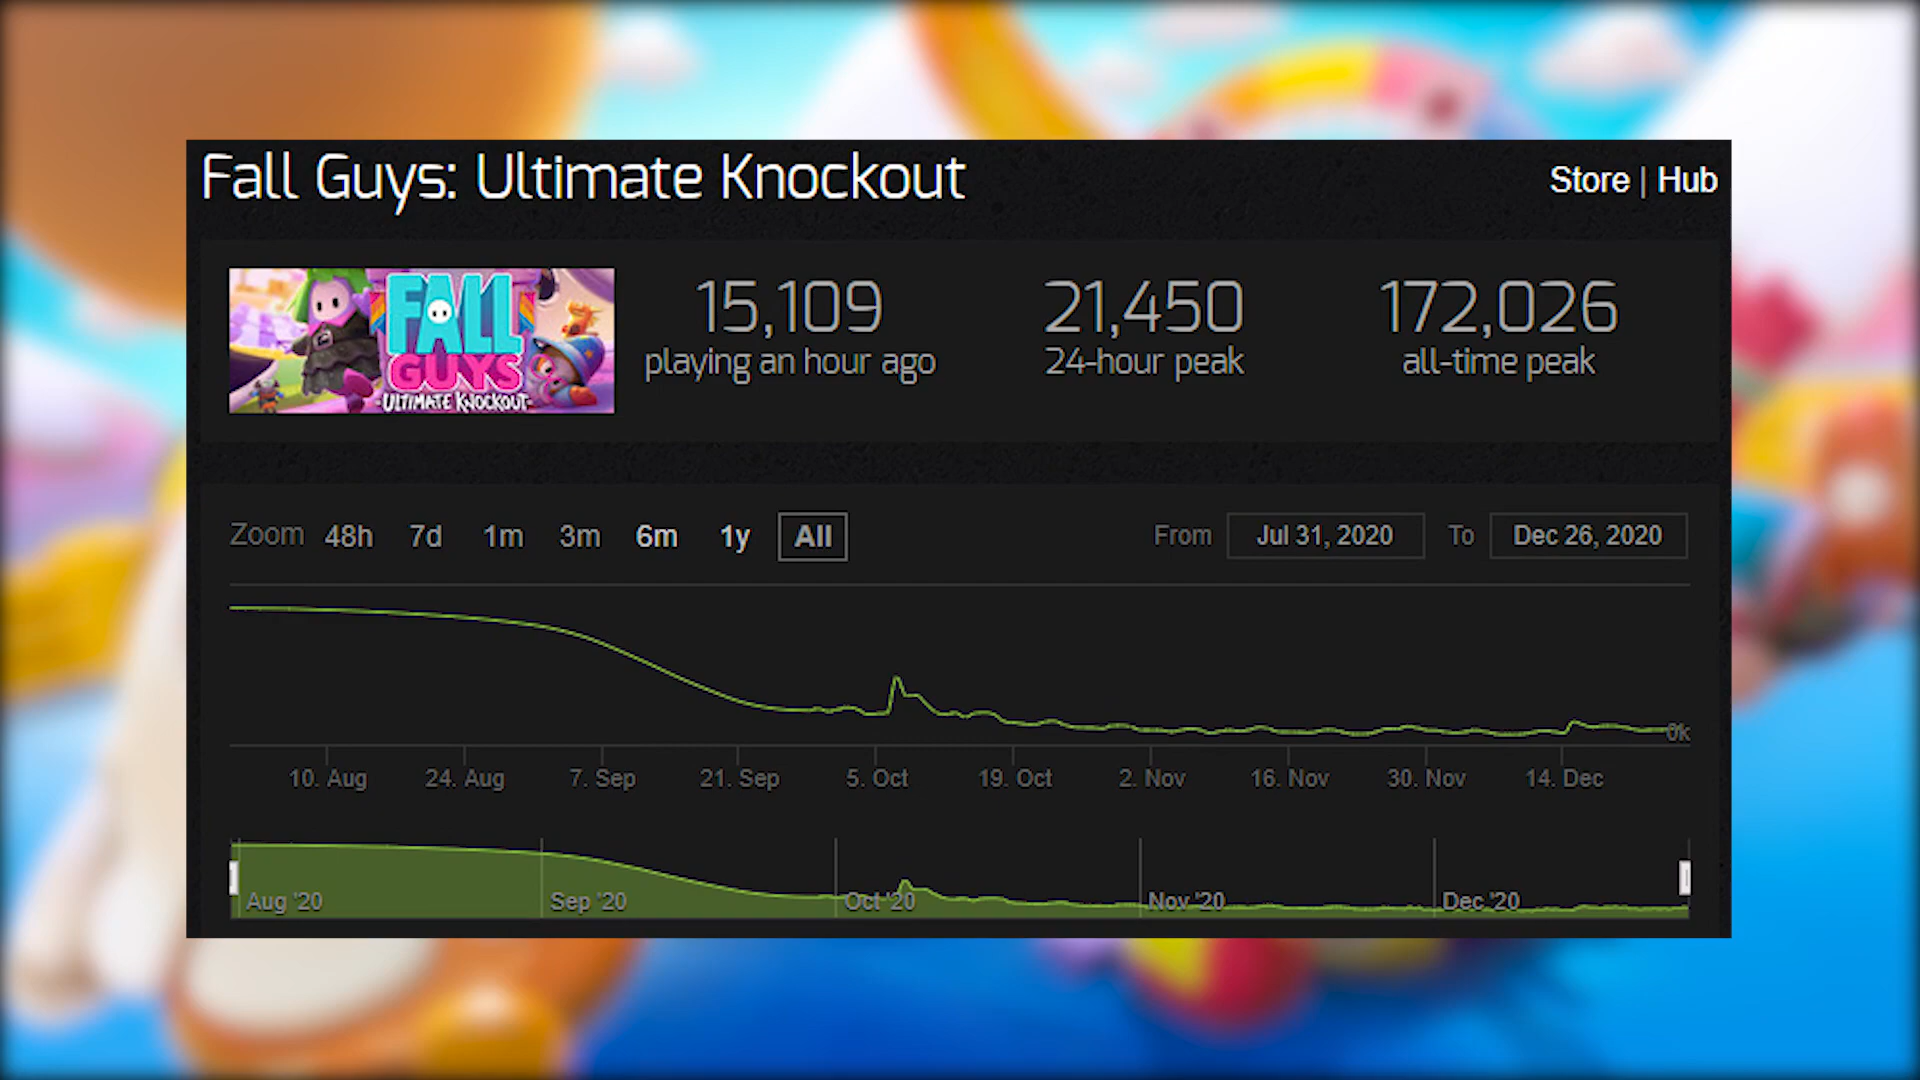 Fall Guys: Ultimate Knockout
Store | Hub
FALL
GUYS
ULTIMATE KNOCKOUT
15,109
playing an hour ago
21,450
24-hour peak
172,026
all-time peak
Zoom 48h 7d 1m 3m 6m 1y All
From Jul 31, 2020 To Dec 26, 2020
0k
10. Aug 24. Aug 7. Sep 21. Sep 5. Oct 19. Oct 2. Nov 16. Nov 30. Nov 14. Dec
Aug '20 Sep '20 Oct '20 Nov '20 Dec '20